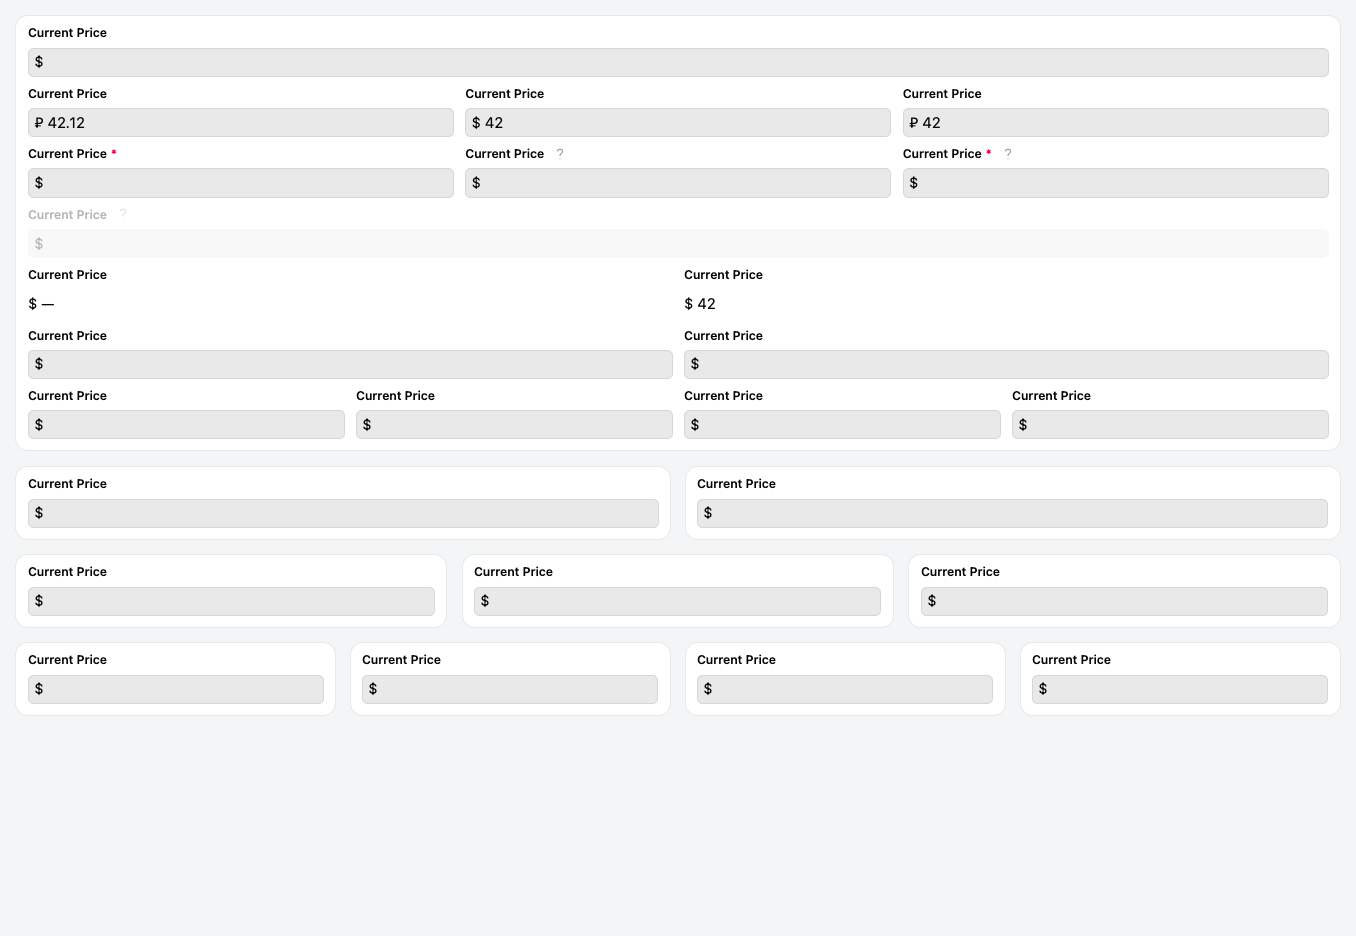 Current Price
$
Current Price Current Price Current Price
₽ 42.12 $ 42 ₽ 42
Current Price * Current Price ? Current Price * ?
$ $ $
Current Price ?
$
Current Price Current Price
$ — $ 42
Current Price Current Price
$ $
Current Price Current Price Current Price Current Price
$ $ $ $
Current Price Current Price
$ $
Current Price Current Price Current Price
$ $ $
Current Price Current Price Current Price Current Price
$ $ $ $